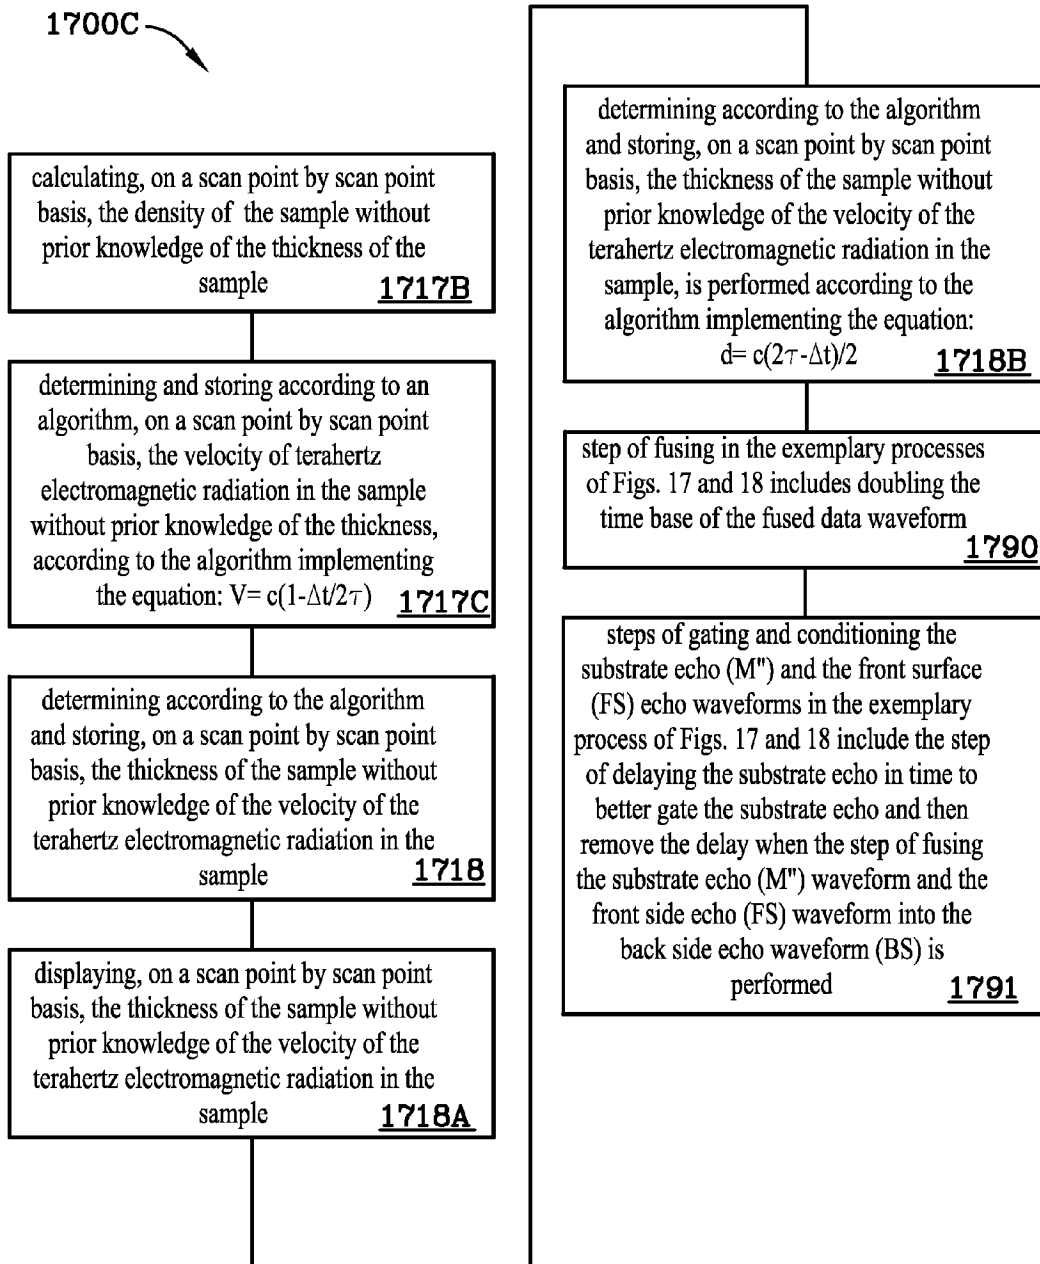 1700C
calculating, on a scan point by scan point
basis, the density of the sample without
prior knowledge of the thickness of the
sample
1717B
determining and storing according to an
algorithm, on a scan point by scan point
basis, the velocity of terahertz
electromagnetic radiation in the sample
without prior knowledge of the thickness,
according to the algorithm implementing
the equation: V= c(1-Δt/2τ)
1717C
determining according to the algorithm
and storing, on a scan point by scan point
basis, the thickness of the sample without
prior knowledge of the velocity of the
terahertz electromagnetic radiation in the
sample
1718
displaying, on a scan point by scan point
basis, the thickness of the sample without
prior knowledge of the velocity of the
terahertz electromagnetic radiation in the
sample
1718A
determining according to the algorithm
and storing, on a scan point by scan point
basis, the thickness of the sample without
prior knowledge of the velocity of the
terahertz electromagnetic radiation in the
sample, is performed according to the
algorithm implementing the equation:
d= c(2τ-Δt)/2
1718B
step of fusing in the exemplary processes
of Figs. 17 and 18 includes doubling the
time base of the fused data waveform
1790
steps of gating and conditioning the
substrate echo (M") and the front surface
(FS) echo waveforms in the exemplary
process of Figs. 17 and 18 include the step
of delaying the substrate echo in time to
better gate the substrate echo and then
remove the delay when the step of fusing
the substrate echo (M") waveform and the
front side echo (FS) waveform into the
back side echo waveform (BS) is
performed
1791